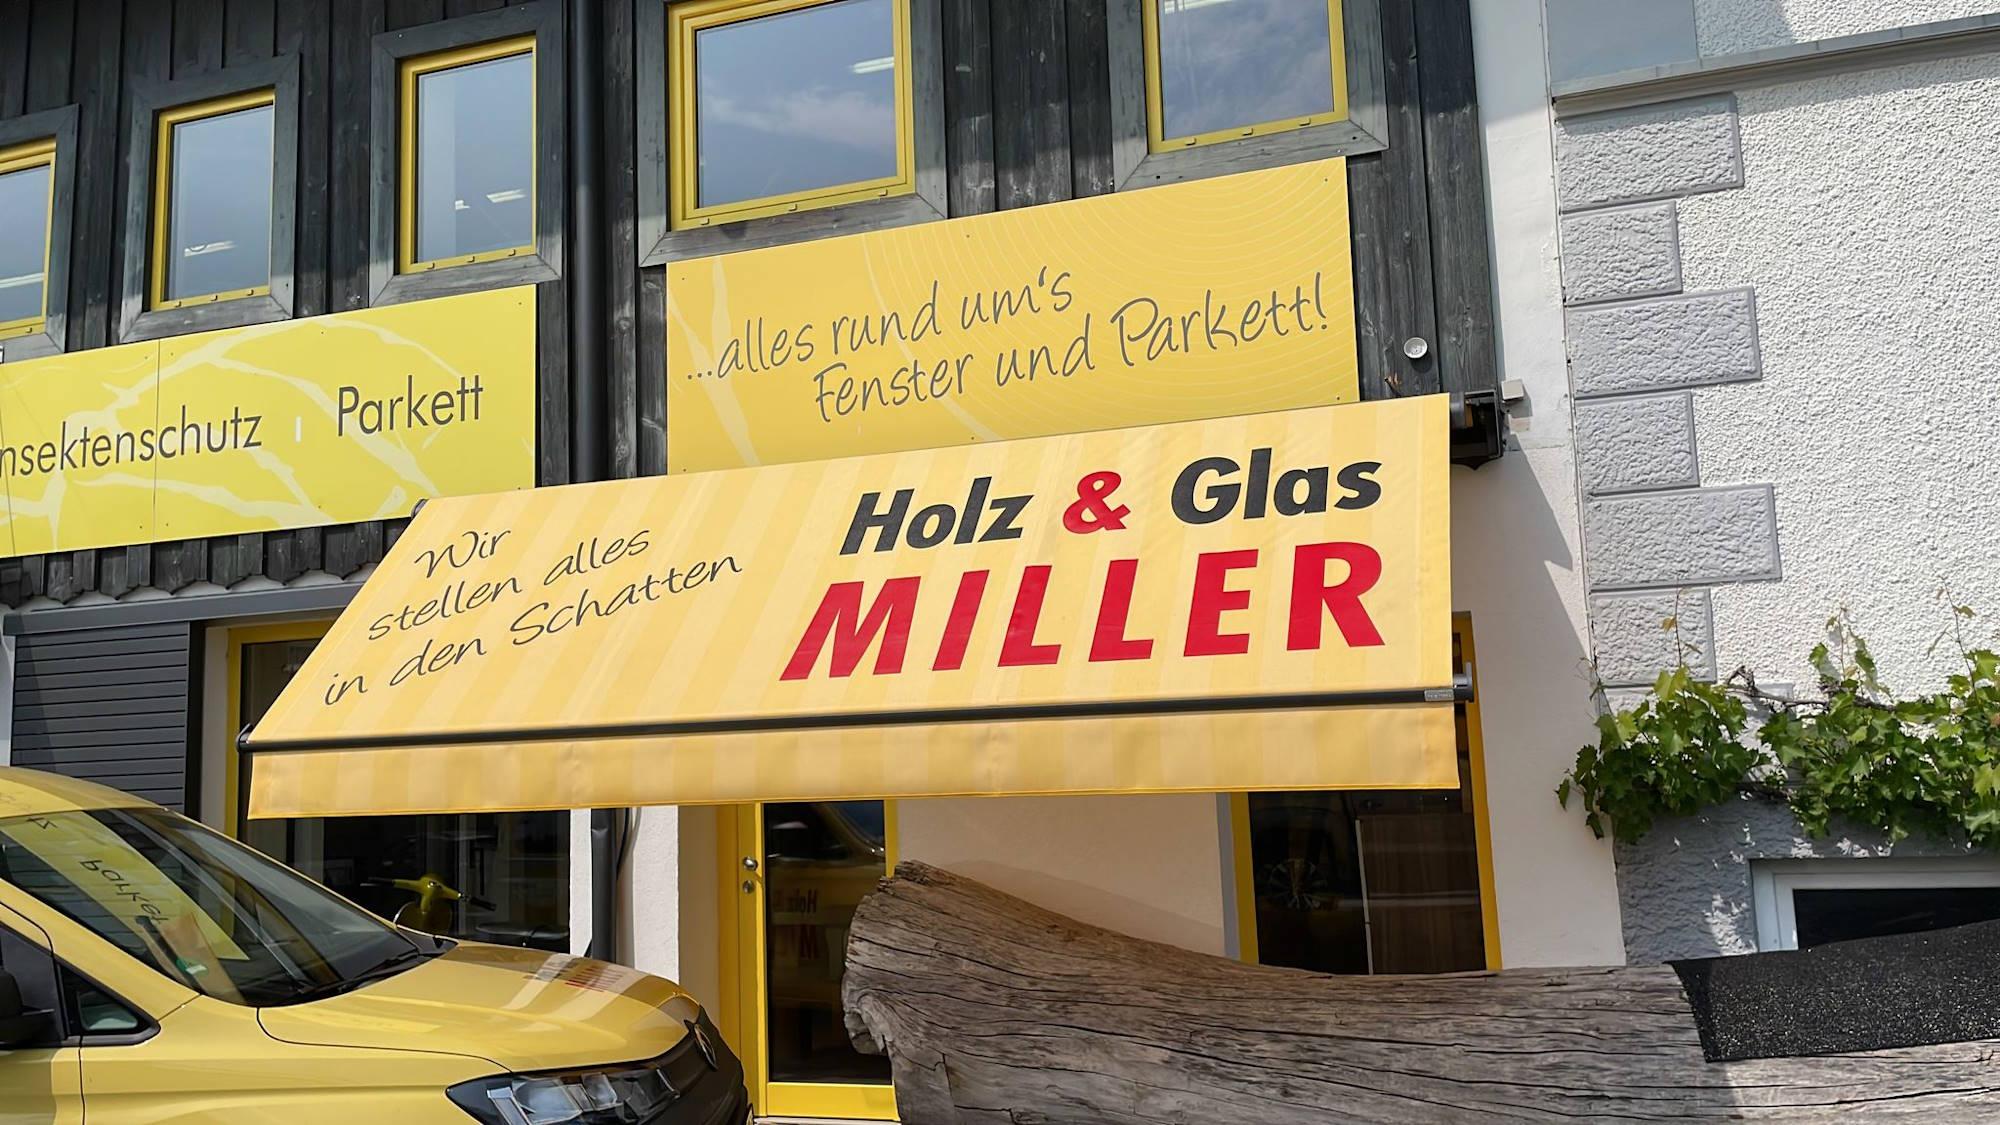 ...alles rund um's
Fenster und Parkett!
nsektenschutz | Parkett
Wir
stellen alles
in den Schatten
Holz & Glas
MILLER